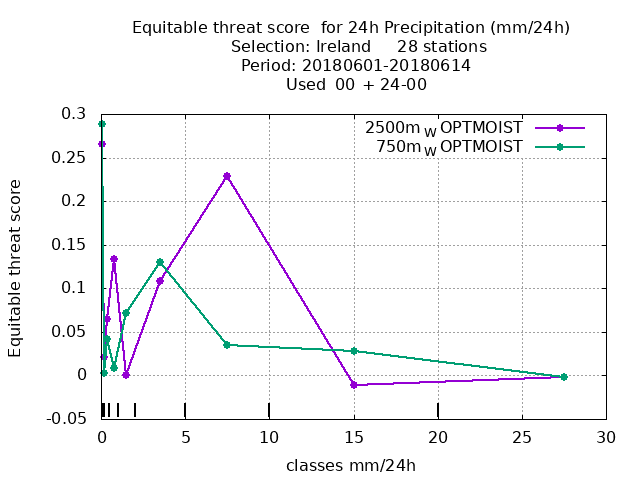 Equitable threat score  for 24h Precipitation (mm/24h)
Selection: Ireland     28 stations
Period: 20180601-20180614
Used  00  + 24-00
2500m W OPTMOIST
750m W OPTMOIST
Equitable threat score
0.3
0.25
0.2
0.15
0.1
0.05
0
-0.05
0 5 10 15 20 25 30
classes mm/24h